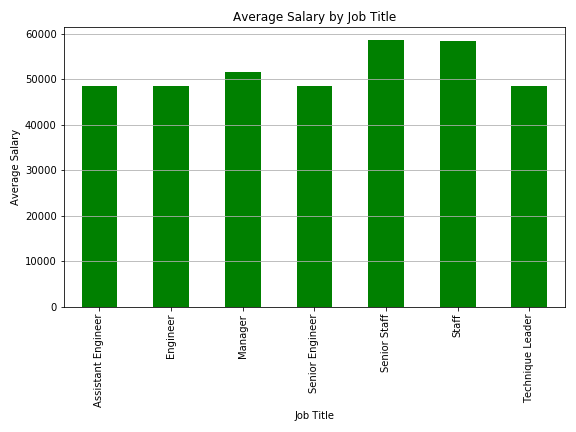 Average Salary by Job Title
60000
50000
40000
30000
20000
10000
0
Average Salary
Assistant Engineer
Engineer
Manager
Senior Engineer
Senior Staff
Staff
Technique Leader
Job Title